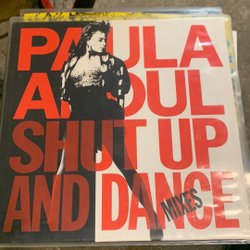 PAULA
ABDUL
SHUT UP
AND DANCE
MIXES